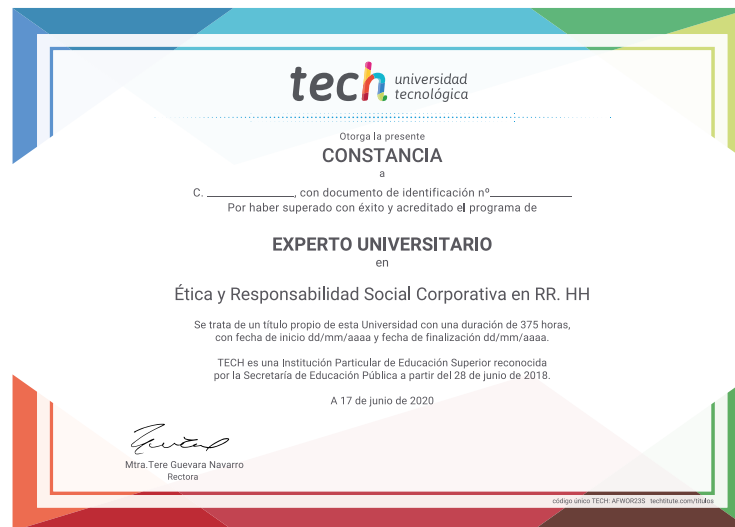 tech universidad
tecnológica
Otorga la presente
CONSTANCIA
a
C. ________________, con documento de identificación nº______________
Por haber superado con éxito y acreditado el programa de
EXPERTO UNIVERSITARIO
en
Ética y Responsabilidad Social Corporativa en RR. HH
Se trata de un título propio de esta Universidad con una duración de 375 horas,
con fecha de inicio dd/mm/aaaa y fecha de finalización dd/mm/aaaa.
TECH es una Institución Particular de Educación Superior reconocida
por la Secretaría de Educación Pública a partir del 28 de junio de 2018.
A 17 de junio de 2020
Mtra.Tere Guevara Navarro
Rectora
código único TECH: AFWOR23S techtitute.com/titulos